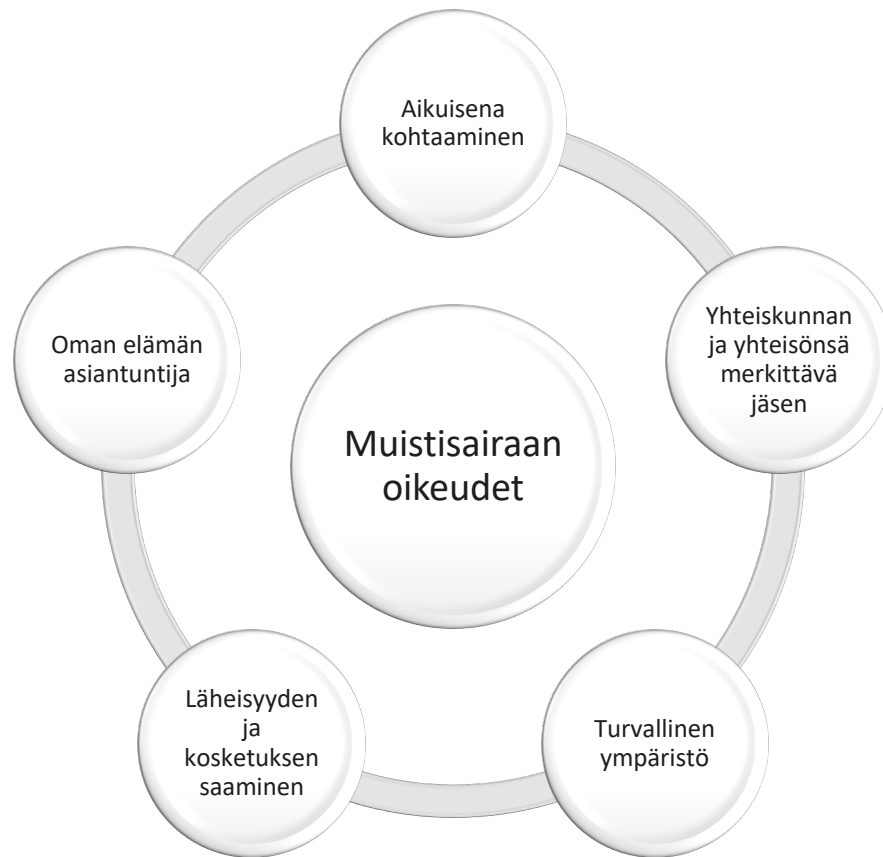 Aikuisena
kohtaaminen
Yhteiskunnan
ja yhteisönsä
merkittävä
jäsen
Turvallinen
ympäristö
Läheisyyden
ja
kosketuksen
saaminen
Oman elämän
asiantuntija
Muistisairaan
oikeudet